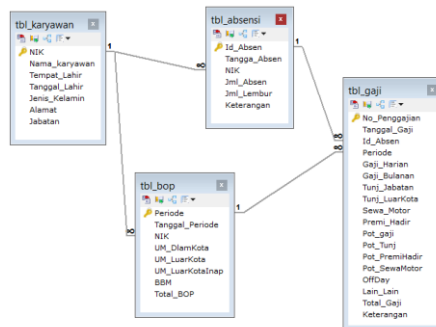 tbl_karyawan
NIK
Nama_karyawan
Tempat_Lahir
Tanggal_Lahir
Jenis_Kelamin
Alamat
Jabatan
1
1
tbl_absensi
Id_Absen
Tangga_Absen
NIK
Jml_Absen
Jml_Lembur
Keterangan
1
tbl_bop
Periode
Tanggal_Periode
NIK
UM_DlamKota
UM_LuarKota
UM_LuarKotaInap
BBM
Total_BOP
1
tbl_gaji
No_Penggajian
Tanggal_Gaji
Id_Absen
Periode
Gaji_Harian
Gaji_Bulanan
Tunj_Jabatan
Tunj_LuarKota
Sewa_Motor
Premi_Hadir
Pot_gaji
Pot_Tunj
Pot_PremiHadir
Pot_SewaMotor
OffDay
Lain_Lain
Total_Gaji
Keterangan